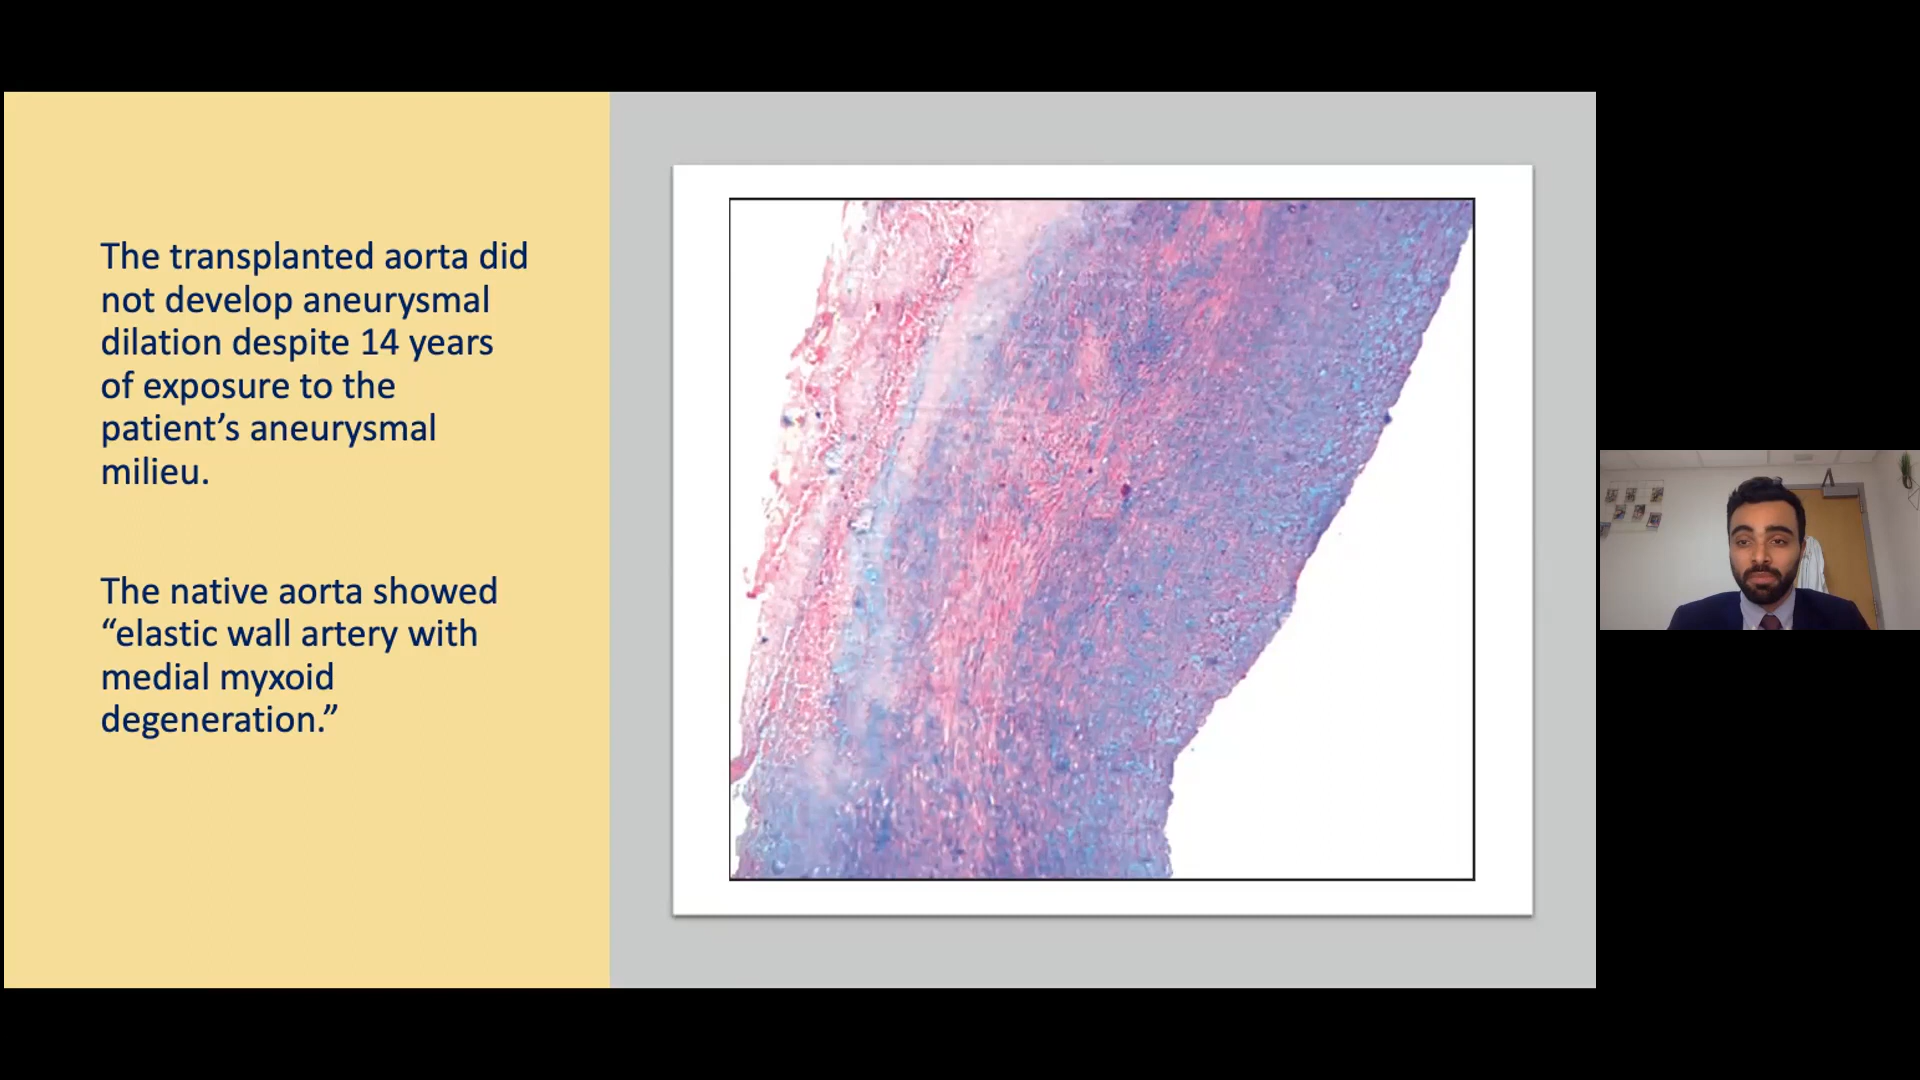 The transplanted aorta did
not develop aneurysmal
dilation despite 14 years
of exposure to the
patient’s aneurysmal
milieu.
The native aorta showed
“elastic wall artery with
medial myxoid
degeneration.”